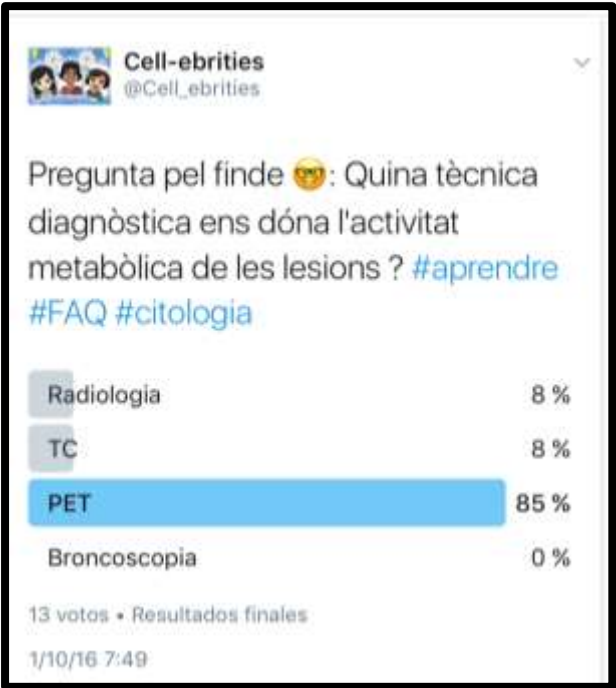 Cell-ebrities
@Cell_ebrities
Pregunta pel finde 🤓: Quina tècnica
diagnòstica ens dóna l'activitat
metabòlica de les lesions ? #aprendre
#FAQ #citologia
Radiologia 8 %
TC 8 %
PET 85 %
Broncoscopia 0 %
13 votos • Resultados finales
1/10/16 7:49